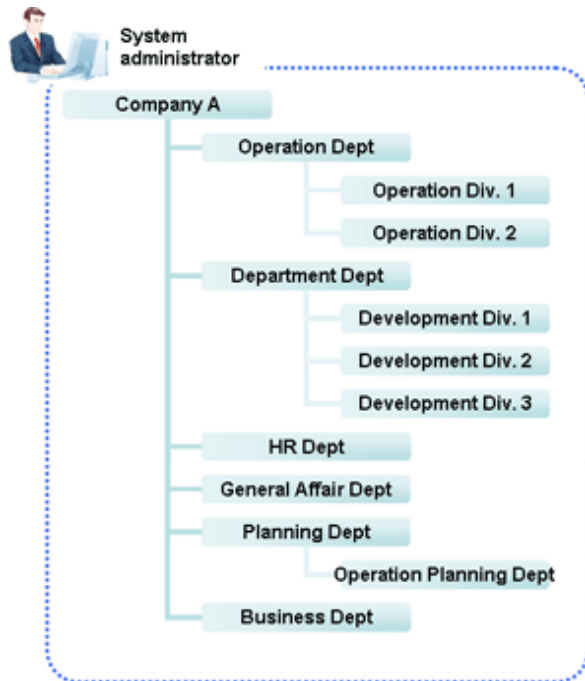 System
administrator
Company A
Operation Dept
Operation Div. 1
Operation Div. 2
Department Dept
Development Div. 1
Development Div. 2
Development Div. 3
HR Dept
General Affair Dept
Planning Dept
Operation Planning Dept
Business Dept